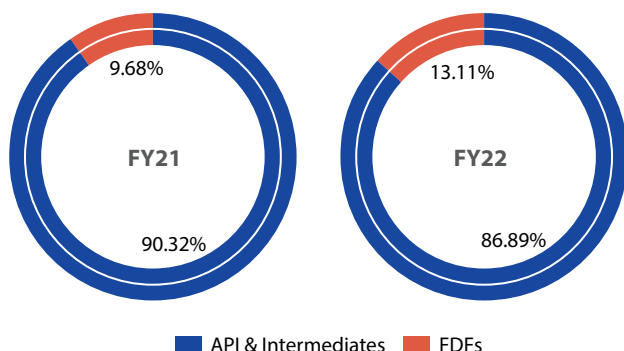 9.68%
FY21
90.32%
13.11%
FY22
86.89%
API & Intermediates
FDFs